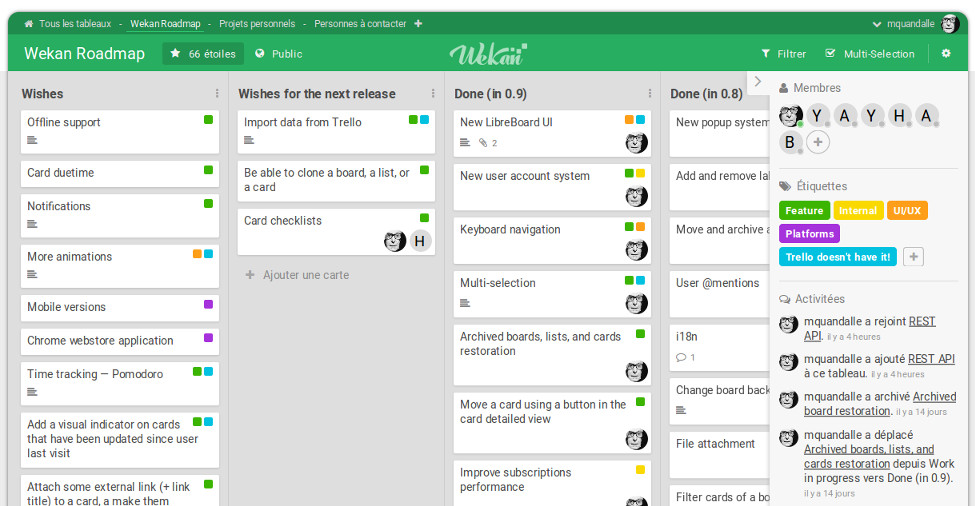 Tous les tableaux - Wekan Roadmap - Projets personnels - Personnes à contacter
mquandalle
Wekan Roadmap
66 étoiles
Public
Wekan
Filtrer
Multi-Selection
Wishes
Offline support
Card duetime
Notifications
More animations
Mobile versions
Chrome webstore application
Time tracking — Pomodoro
Add a visual indicator on cards
that have been updated since user
last visit
Attach some external link (+ link
title) to a card, a make them
Wishes for the next release
Import data from Trello
Be able to clone a board, a list, or
a card
Card checklists
H
Ajouter une carte
Done (in 0.9)
New LibreBoard UI
2
New user account system
Keyboard navigation
Multi-selection
Archived boards, lists, and cards
restoration
Move a card using a button in the
card detailed view
Improve subscriptions
performance
Done (in 0.8)
New popup system
Add and remove la
Move and archive a
User @mentions
i18n
1
Change board back
File attachment
Filter cards of a bo
Membres
Y A Y H A
B
Étiquettes
Feature Internal UI/UX
Platforms
Trello doesn't have it!
Activitées
mquandalle a rejoint REST
API. il y a 4 heures
mquandalle a ajouté REST API
à ce tableau. il y a 4 heures
mquandalle a archivé Archived
board restoration. il y a 14 jours
mquandalle a déplacé
Archived boards, lists, and
cards restoration depuis Work
in progress vers Done (in 0.9).
il y a 14 jours